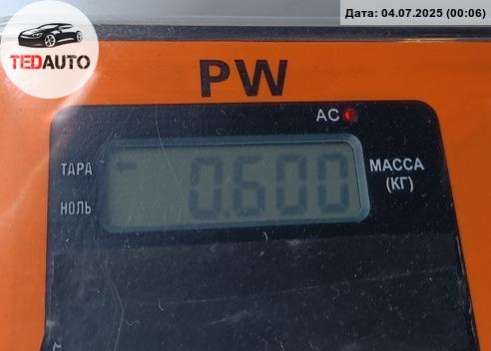 Дата: 04.07.2025 (00:06)
TEDAUTO
PW
AC
ТАРА
0.600
МАССА
(КГ)
НОЛЬ